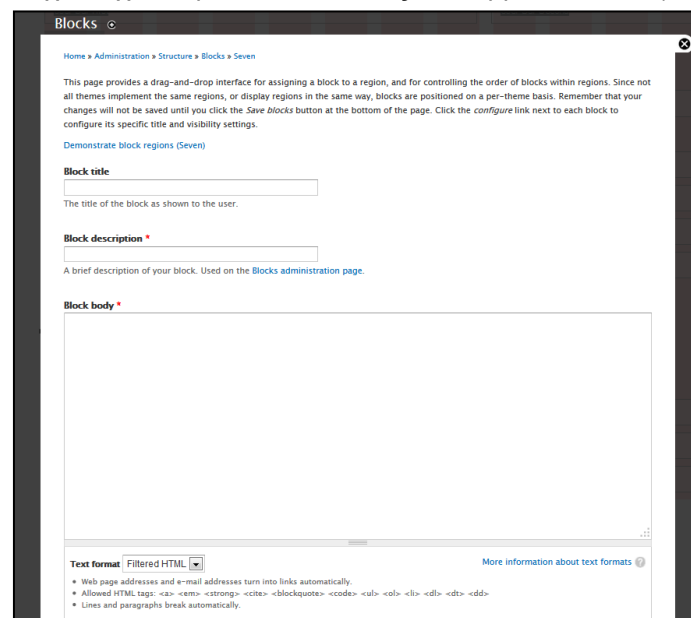 Blocks
Home » Administration » Structure » Blocks » Seven
This page provides a drag-and-drop interface for assigning a block to a region, and for controlling the order of blocks within regions. Since not
all themes implement the same regions, or display regions in the same way, blocks are positioned on a per-theme basis. Remember that your
changes will not be saved until you click the Save blocks button at the bottom of the page. Click the configure link next to each block to
configure its specific title and visibility settings.
Demonstrate block regions (Seven)
Block title
The title of the block as shown to the user.
Block description *
A brief description of your block. Used on the Blocks administration page.
Block body *
Text format Filtered HTML More information about text formats ?
• Web page addresses and e-mail addresses turn into links automatically.
• Allowed HTML tags: <a> <em> <strong> <cite> <blockquote> <code> <ul> <ol> <li> <dl> <dt> <dd>
• Lines and paragraphs break automatically.